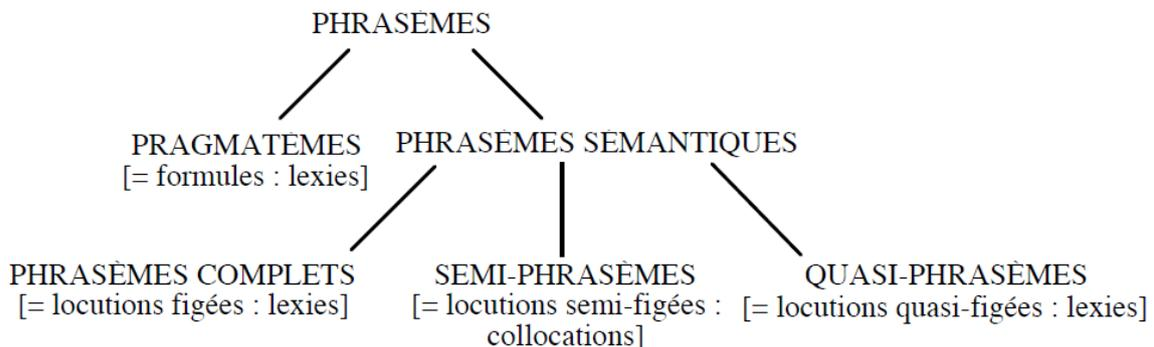 PHRASÈMES
PRAGMATÈMES
[= formules : lexies]
PHRASÈMES SÉMANTIQUES
PHRASÈMES COMPLETS
[= locutions figées : lexies]
SEMI-PHRASÈMES
[= locutions semi-figées :
collocations]
QUASI-PHRASÈMES
[= locutions quasi-figées : lexies]